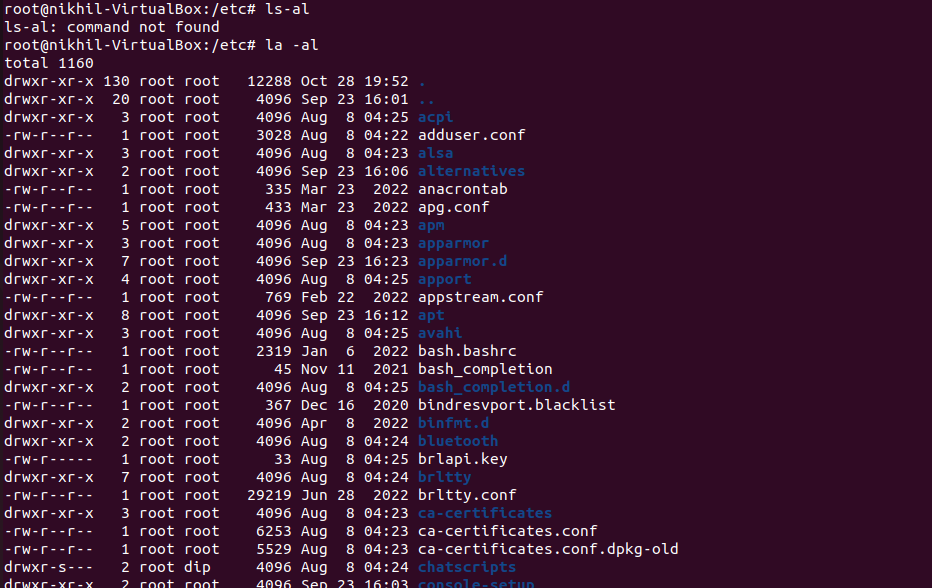 root@nikhil-VirtualBox:/etc# ls-al
ls-al: command not found
root@nikhil-VirtualBox:/etc# la -al
total 1160
drwxr-xr-x 130 root root   12288 Oct 28 19:52 .
drwxr-xr-x  20 root root    4096 Sep 23 16:01 ..
drwxr-xr-x   3 root root    4096 Aug  8 04:25 acpi
-rw-r--r--   1 root root    3028 Aug  8 04:22 adduser.conf
drwxr-xr-x   3 root root    4096 Aug  8 04:23 alsa
drwxr-xr-x   2 root root    4096 Sep 23 16:06 alternatives
-rw-r--r--   1 root root     335 Mar 23  2022 anacrontab
-rw-r--r--   1 root root     433 Mar 23  2022 apg.conf
drwxr-xr-x   5 root root    4096 Aug  8 04:23 apm
drwxr-xr-x   3 root root    4096 Aug  8 04:23 apparmor
drwxr-xr-x   7 root root    4096 Sep 23 16:23 apparmor.d
drwxr-xr-x   4 root root    4096 Aug  8 04:25 apport
-rw-r--r--   1 root root     769 Feb 22  2022 appstream.conf
drwxr-xr-x   8 root root    4096 Sep 23 16:12 apt
drwxr-xr-x   3 root root    4096 Aug  8 04:25 avahi
-rw-r--r--   1 root root    2319 Jan  6  2022 bash.bashrc
-rw-r--r--   1 root root      45 Nov 11  2021 bash_completion
drwxr-xr-x   2 root root    4096 Aug  8 04:25 bash_completion.d
-rw-r--r--   1 root root     367 Dec 16  2020 bindresvport.blacklist
drwxr-xr-x   2 root root    4096 Apr  8  2022 binfmt.d
drwxr-xr-x   2 root root    4096 Aug  8 04:24 bluetooth
-rw-r-----   1 root root      33 Aug  8 04:25 brlapi.key
drwxr-xr-x   7 root root    4096 Aug  8 04:24 brltty
-rw-r--r--   1 root root   29219 Jun 28  2022 brltty.conf
drwxr-xr-x   3 root root    4096 Aug  8 04:23 ca-certificates
-rw-r--r--   1 root root    6253 Aug  8 04:23 ca-certificates.conf
-rw-r--r--   1 root root    5529 Aug  8 04:23 ca-certificates.conf.dpkg-old
drwxr-s---   2 root dip     4096 Aug  8 04:23 chatscripts
drwxr-xr-x   2 root root    4096 Sep 23 16:03 console-setup